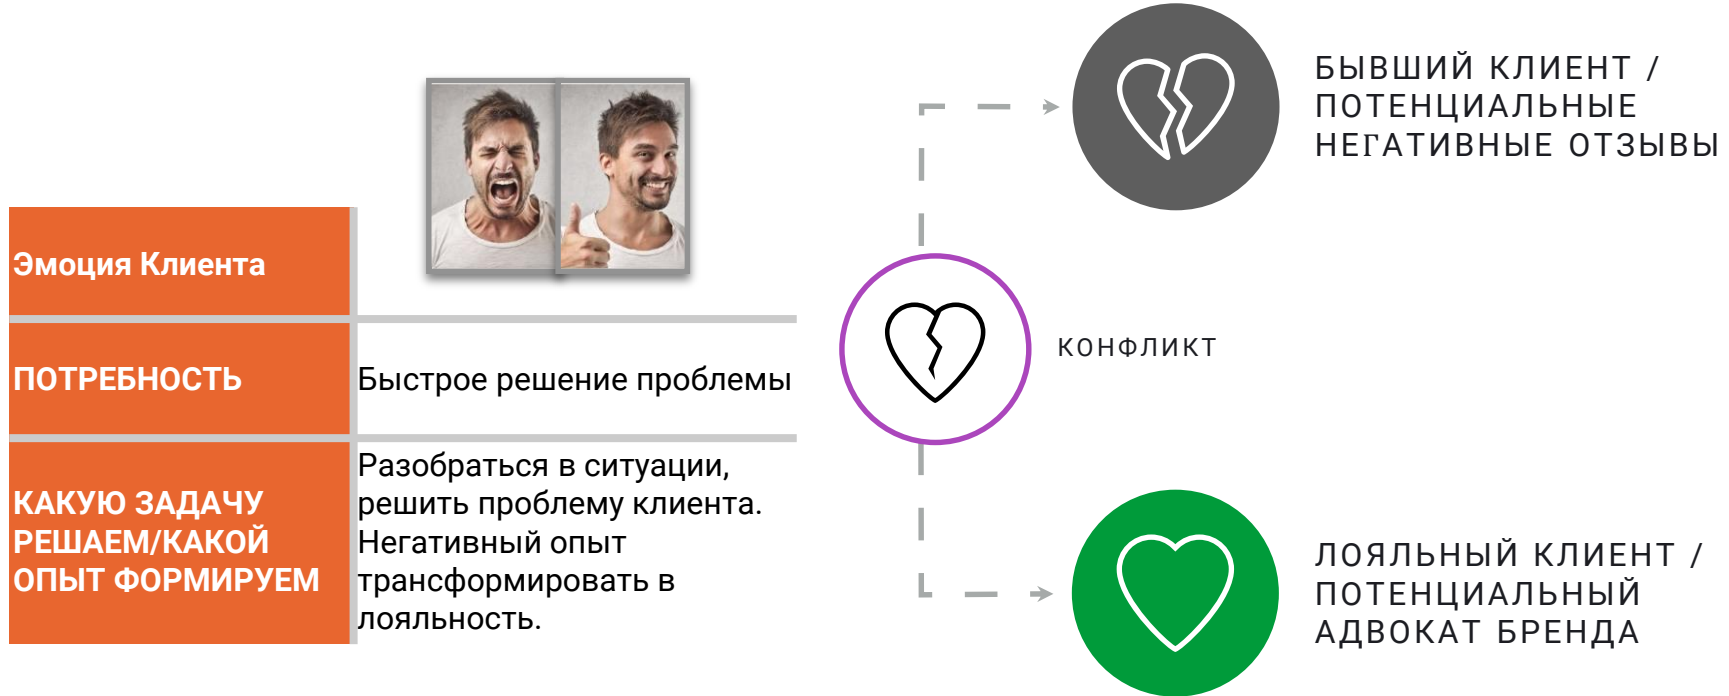 Эмоция Клиента
ПОТРЕБНОСТЬ
Быстрое решение проблемы
КАКУЮ ЗАДАЧУ
РЕШАЕМ/КАКОЙ
ОПЫТ ФОРМИРУЕМ
Разобраться в ситуации,
решить проблему клиента.
Негативный опыт
трансформировать в
лояльность.
КОНФЛИКТ
БЫВШИЙ КЛИЕНТ /
ПОТЕНЦИАЛЬНЫЕ
НЕГАТИВНЫЕ ОТЗЫВЫ
ЛОЯЛЬНЫЙ КЛИЕНТ /
ПОТЕНЦИАЛЬНЫЙ
АДВОКАТ БРЕНДА